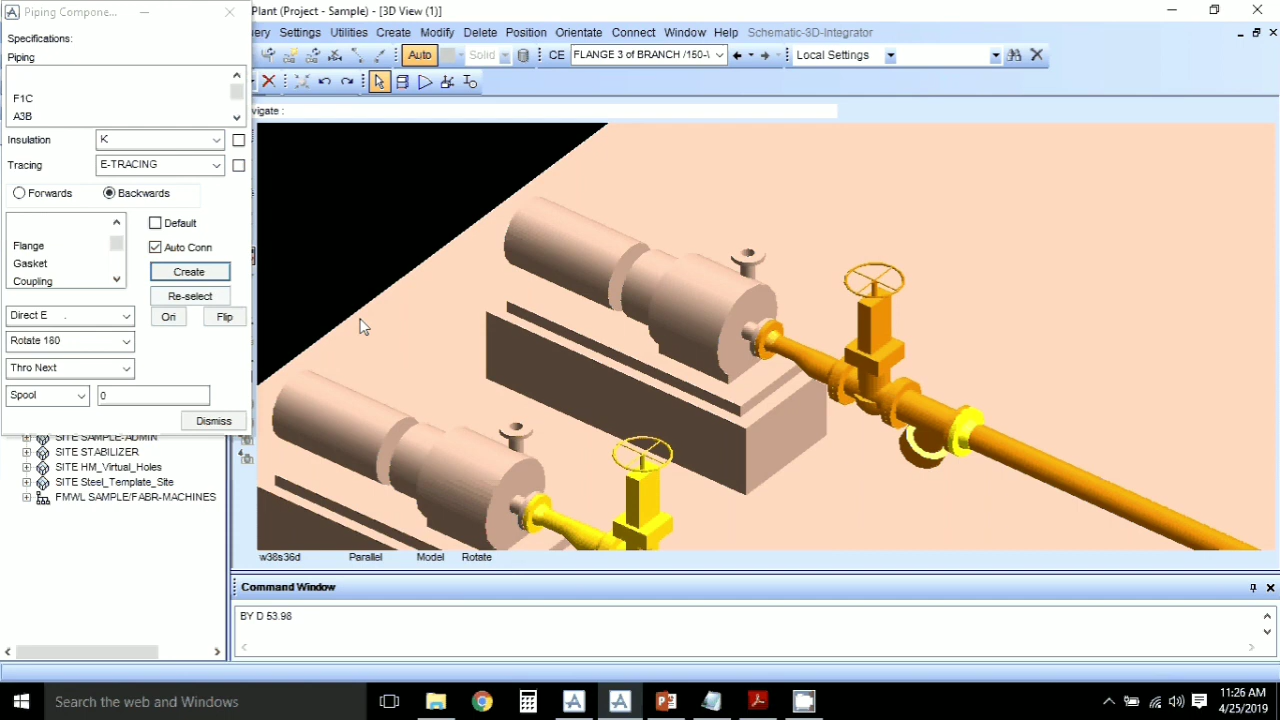 Piping Compone...
Plant (Project - Sample) - [3D View (1)]
ery Settings Utilities Create Modify Delete Position Orientate Connect Window Help Schematic-3D-Integrator
Auto Solid CE FLANGE 3 of BRANCH /150-\ Local Settings
vigate :
Specifications:
Piping
F1C
A3B
Insulation K
Tracing E-TRACING
Forwards Backwards
Flange
Gasket
Coupling
Default
Auto Conn
Create
Re-select
Direct E Ori Flip
Rotate 180
Thro Next
Spool 0
Dismiss
SITE SAMPLE-ADMIN
SITE STABILIZER
SITE HM_Virtual_Holes
SITE Steel_Template_Site
FMWL SAMPLE/FABR-MACHINES
w38s36d Parallel Model Rotate
Command Window
BY D 53.98
Search the web and Windows
11:26 AM
4/25/2019